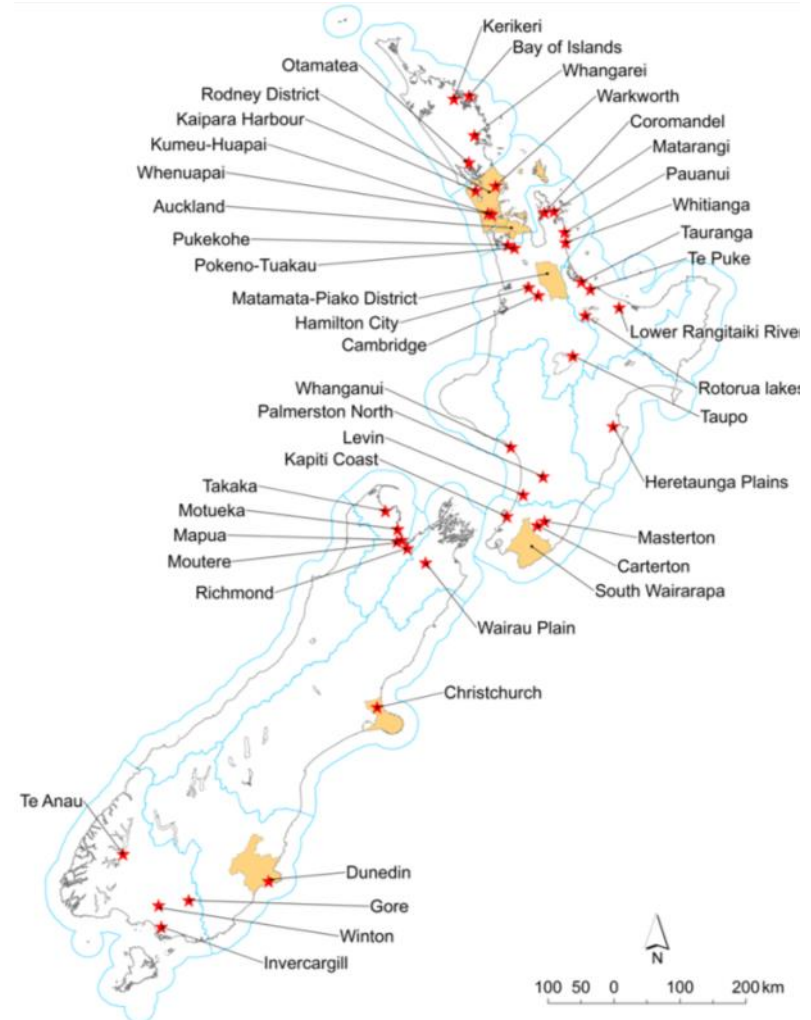 Kerikeri
Bay of Islands
Otamatea
Whangarei
Rodney District
Warkworth
Kaipara Harbour
Coromandel
Kumeu-Huapai
Matarangi
Whenuapai
Pauanui
Auckland
Whitianga
Pukekohe
Tauranga
Pokeno-Tuakau
Te Puke
Matamata-Piako District
Hamilton City
Lower Rangitaiki River
Cambridge
Whanganui
Rotorua lakes
Palmerston North
Taupo
Levin
Kapiti Coast
Heretaunga Plains
Takaka
Motueka
Mapua
Masterton
Moutere
Carterton
Richmond
South Wairarapa
Wairau Plain
Christchurch
Te Anau
Dunedin
Gore
Winton
Invercargill
N
100 50 0 100 200 km